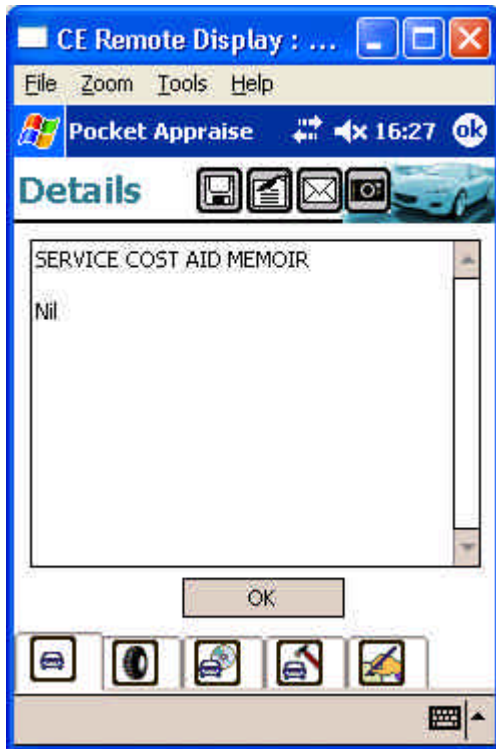 CE Remote Display : ...
File Zoom Tools Help
Pocket Appraise 16:27 ok
Details
SERVICE COST AID MEMOIR
Nil
OK